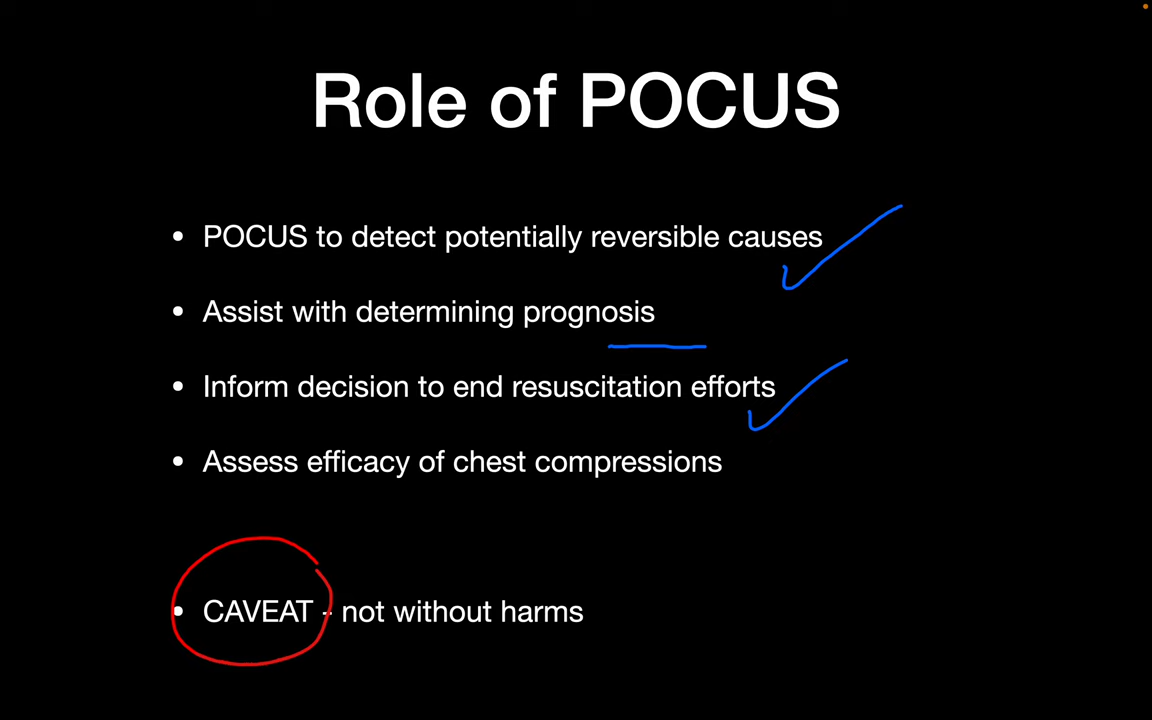 Role of POCUS
• POCUS to detect potentially reversible causes
• Assist with determining prognosis
• Inform decision to end resuscitation efforts
• Assess efficacy of chest compressions
• CAVEAT - not without harms